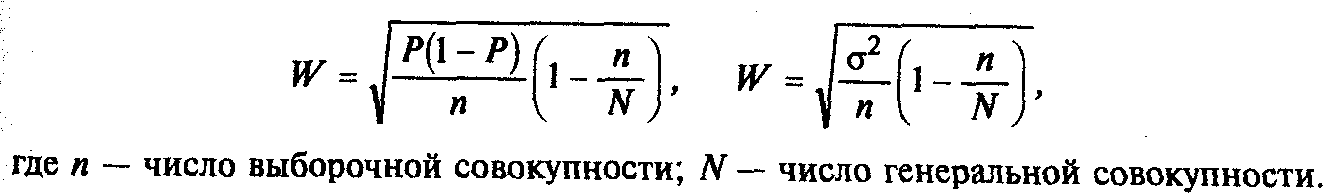 W = √(P(1 − P)/n (1 − n/N)), W = √(σ²/n (1 − n/N)),
где n — число выборочной совокупности; N — число генеральной совокупности.